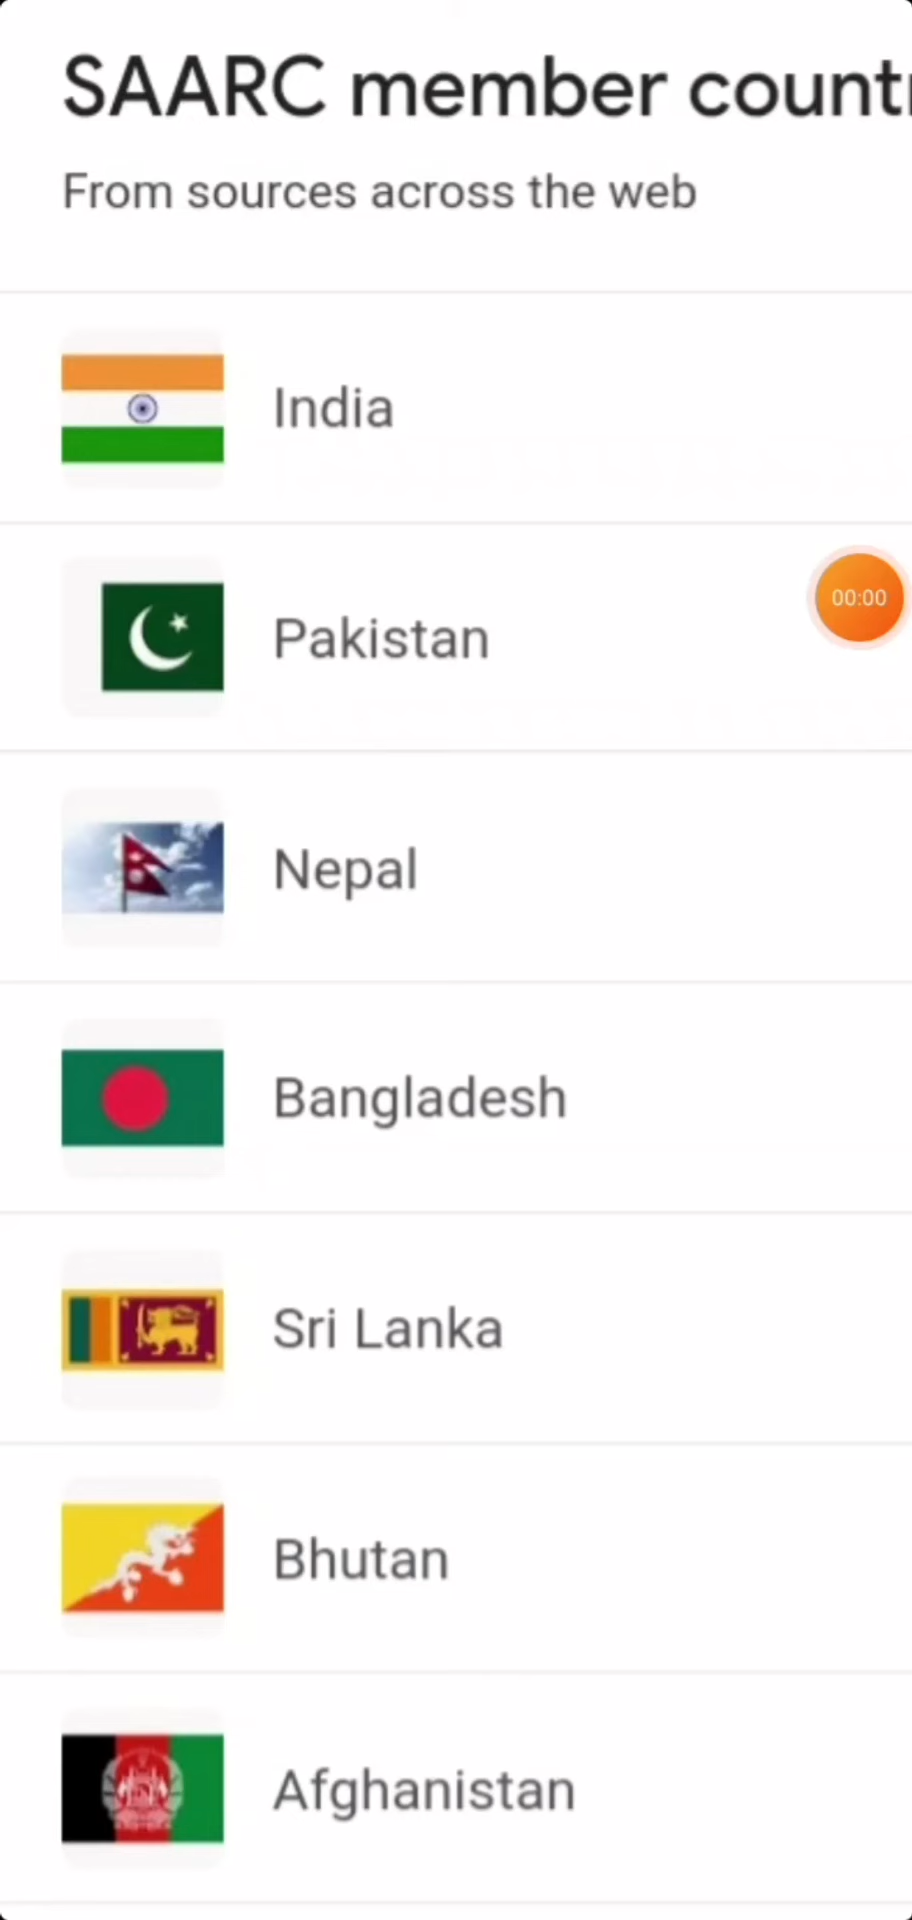 SAARC member count
From sources across the web
India
Pakistan
00:00
Nepal
Bangladesh
Sri Lanka
Bhutan
Afghanistan